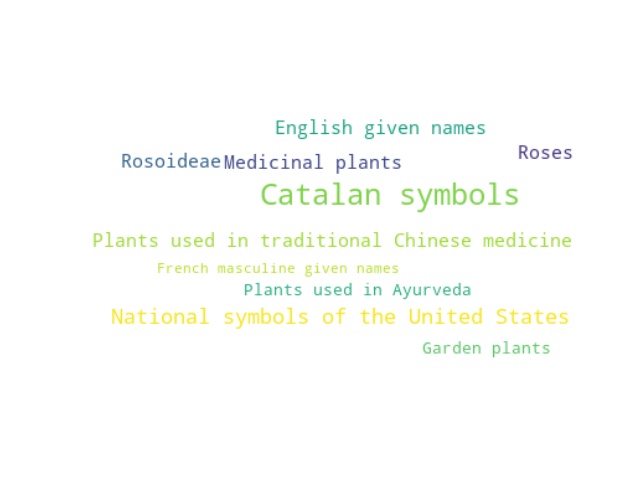 English given names
Roses
Rosoideae
Medicinal plants
Catalan symbols
Plants used in traditional Chinese medicine
French masculine given names
Plants used in Ayurveda
National symbols of the United States
Garden plants